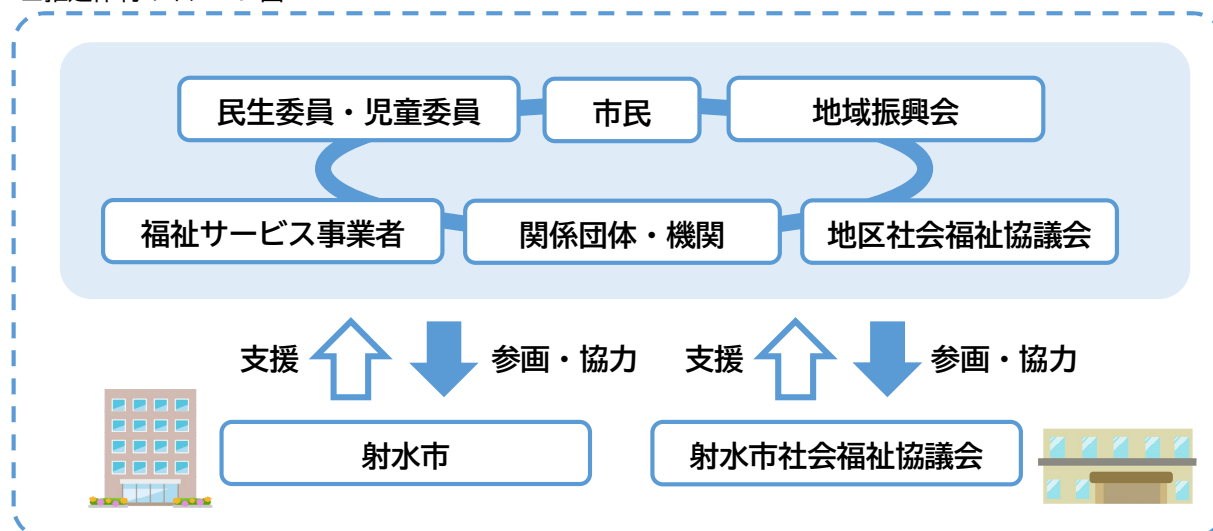 民生委員・児童委員
市民
地域振興会
福祉サービス事業者
関係団体・機関
地区社会福祉協議会
支援
参画・協力
支援
参画・協力
射水市
射水市社会福祉協議会